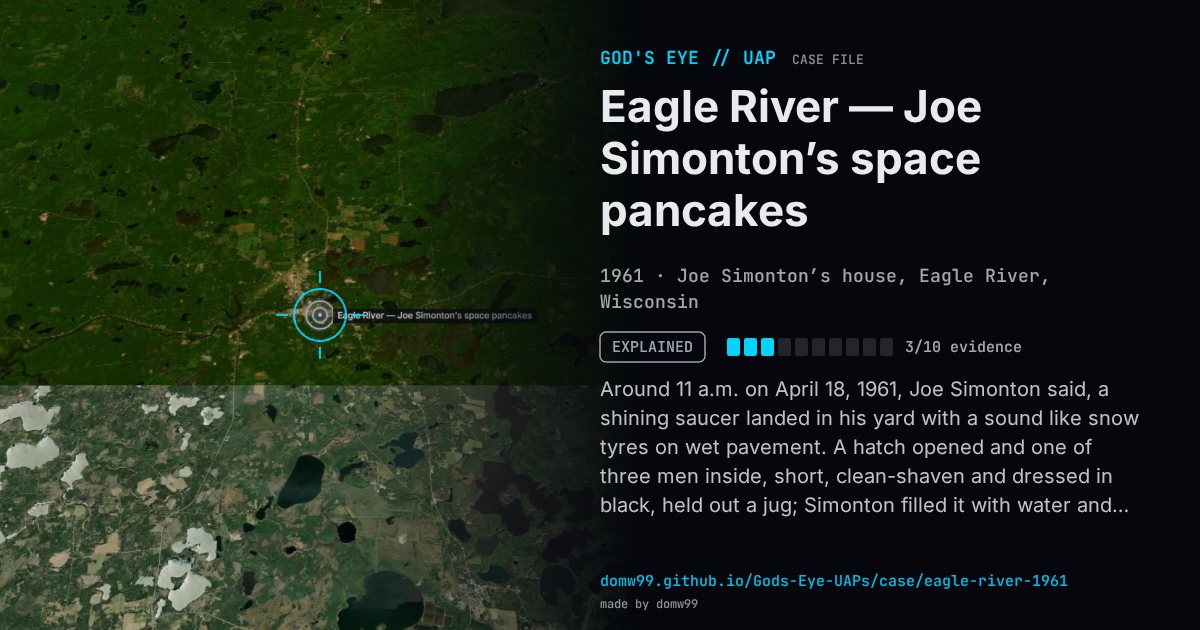 GOD'S EYE // UAP CASE FILE
Eagle River — Joe
Simonton’s space
pancakes
1961 · Joe Simonton’s house, Eagle River,
Wisconsin
EXPLAINED 3/10 evidence
Around 11 a.m. on April 18, 1961, Joe Simonton said, a
shining saucer landed in his yard with a sound like snow
tyres on wet pavement. A hatch opened and one of
three men inside, short, clean-shaven and dressed in
black, held out a jug; Simonton filled it with water and...
domw99.github.io/Gods-Eye-UAPs/case/eagle-river-1961
made by domw99
Eagle River — Joe Simonton’s space pancakes